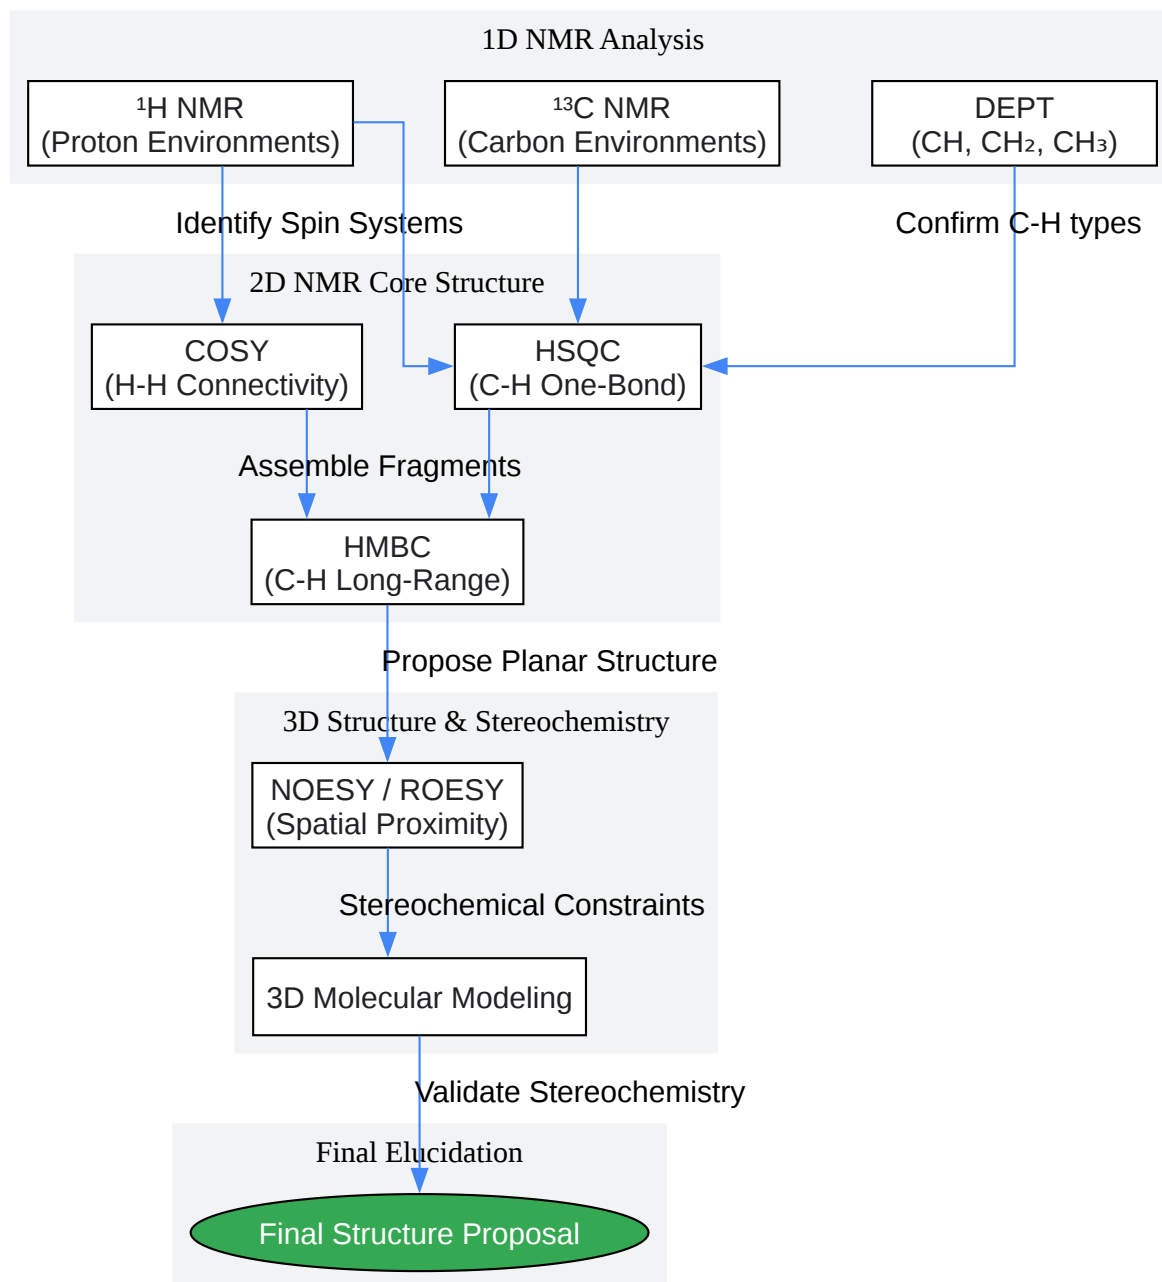 1D NMR Analysis
¹H NMR
(Proton Environments)
¹³C NMR
(Carbon Environments)
DEPT
(CH, CH₂, CH₃)
Identify Spin Systems
Confirm C-H types
2D NMR Core Structure
COSY
(H-H Connectivity)
HSQC
(C-H One-Bond)
Assemble Fragments
HMBC
(C-H Long-Range)
Propose Planar Structure
3D Structure & Stereochemistry
NOESY / ROESY
(Spatial Proximity)
Stereochemical Constraints
3D Molecular Modeling
Validate Stereochemistry
Final Elucidation
Final Structure Proposal